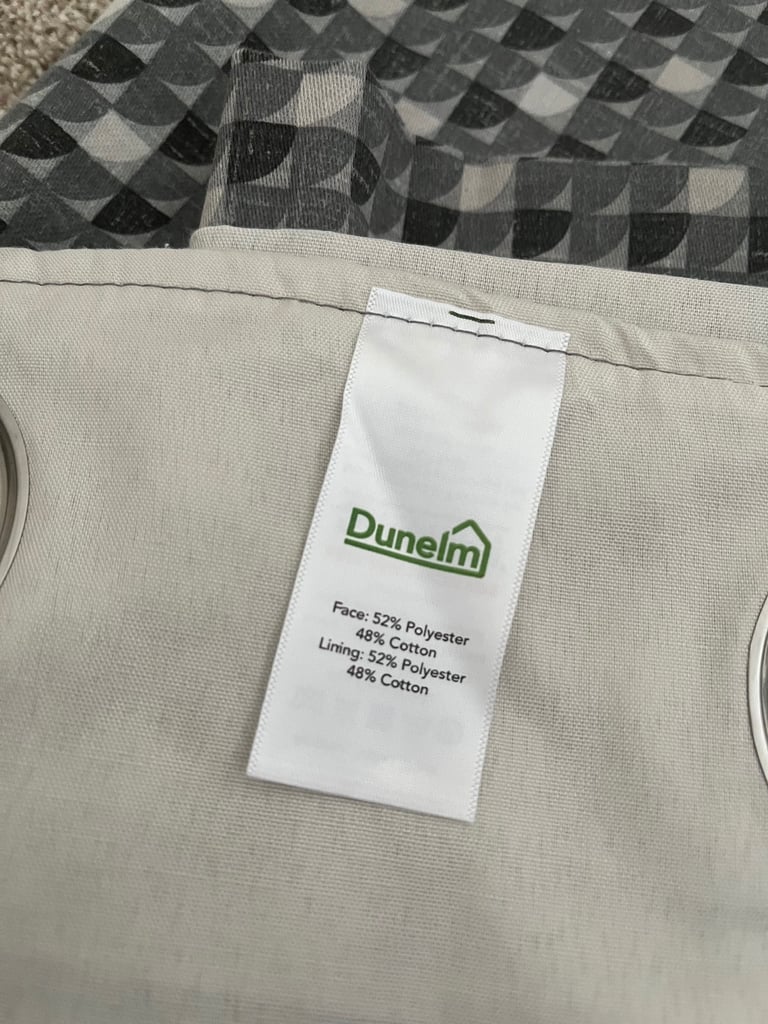 Dunelm
Face: 52% Polyester
48% Cotton
Lining: 52% Polyester
48% Cotton